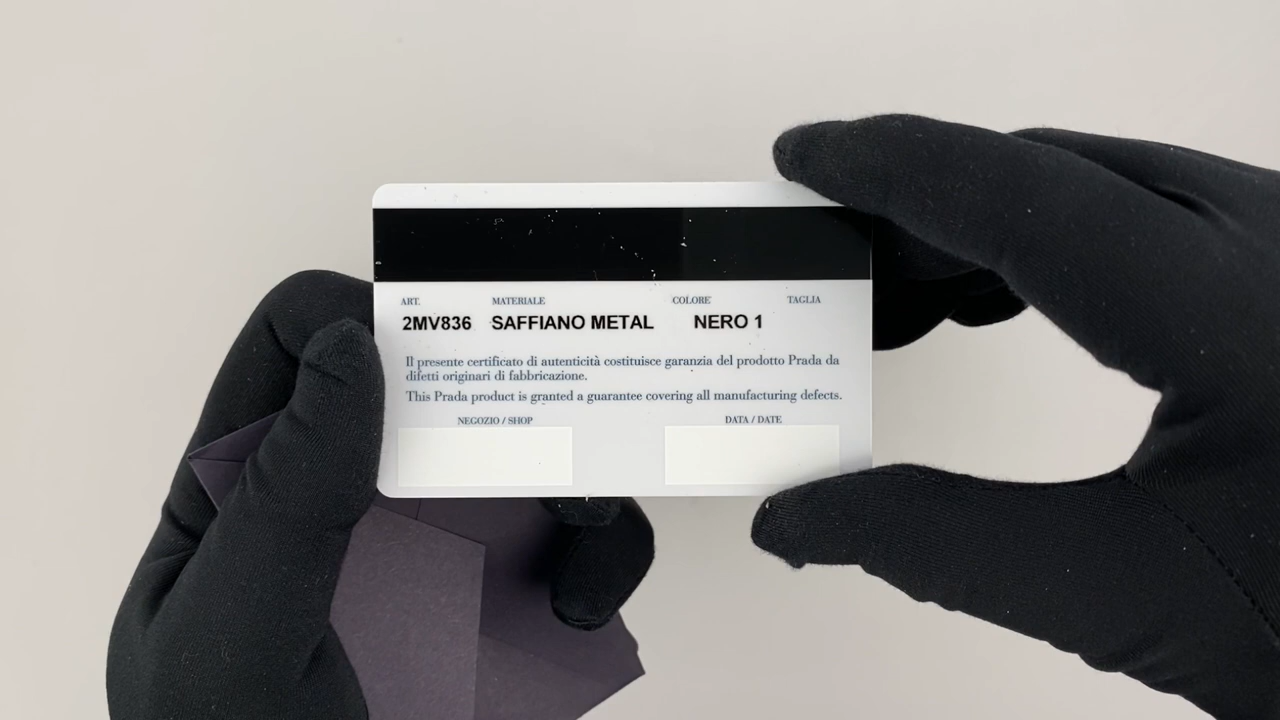 ART. MATERIALE COLORE TAGLIA
2MV836 SAFFIANO METAL NERO 1
Il presente certificato di autenticità costituisce garanzia del prodotto Prada da
difetti originari di fabbricazione.
This Prada product is granted a guarantee covering all manufacturing defects.
NEGOZIO / SHOP DATA / DATE